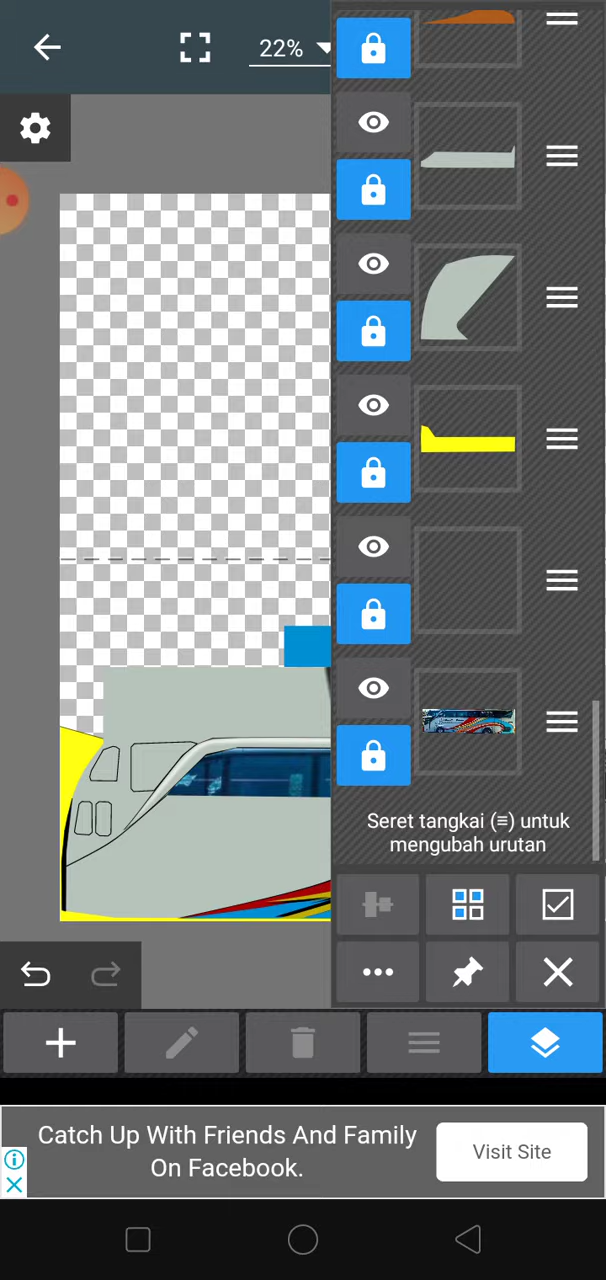 22%
Seret tangkai (≡) untuk
mengubah urutan
Catch Up With Friends And Family
On Facebook.
Visit Site